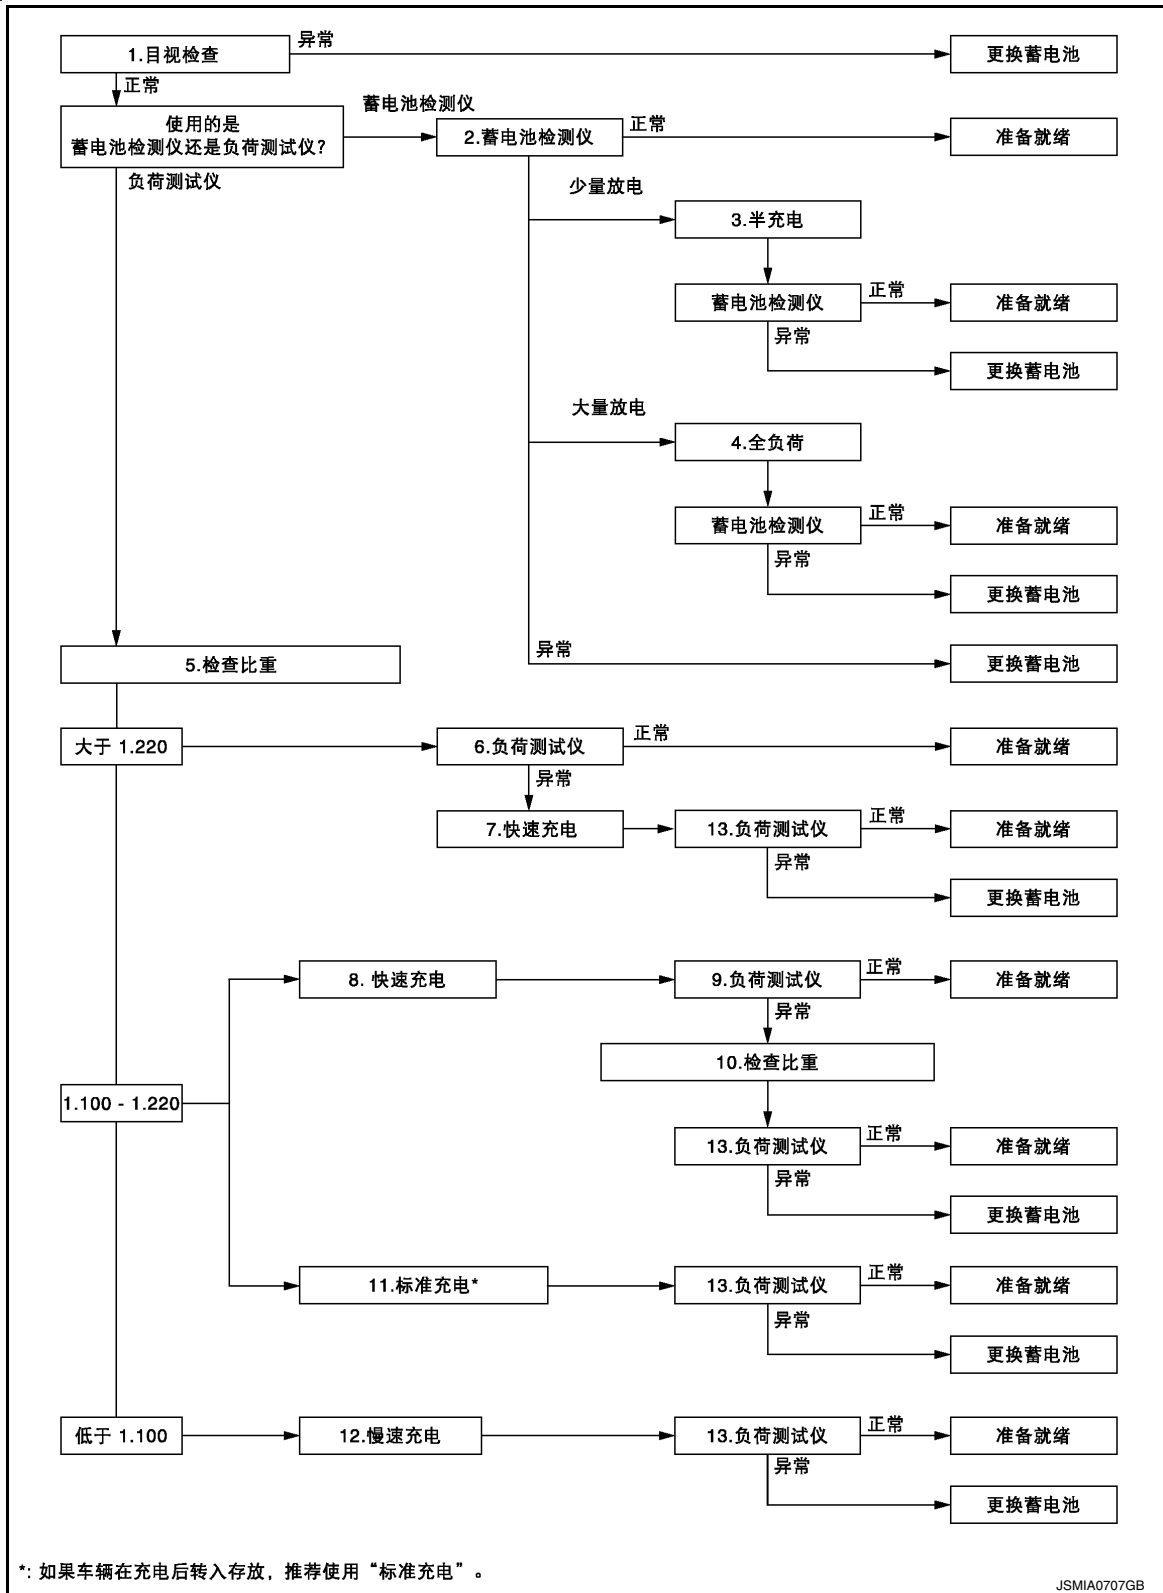 1.目视检查
异常
更换蓄电池
正常
使用的是
蓄电池检测仪还是负荷测试仪?
蓄电池检测仪
2.蓄电池检测仪
正常
准备就绪
负荷测试仪
少量放电
3.半充电
蓄电池检测仪
正常
准备就绪
异常
更换蓄电池
大量放电
4.全负荷
蓄电池检测仪
正常
准备就绪
异常
更换蓄电池
异常
更换蓄电池
5.检查比重
大于 1.220
6.负荷测试仪
正常
准备就绪
异常
7.快速充电
13.负荷测试仪
正常
准备就绪
异常
更换蓄电池
8. 快速充电
9.负荷测试仪
正常
准备就绪
异常
10.检查比重
1.100 - 1.220
13.负荷测试仪
正常
准备就绪
异常
更换蓄电池
11.标准充电*
13.负荷测试仪
正常
准备就绪
异常
更换蓄电池
低于 1.100
12.慢速充电
13.负荷测试仪
正常
准备就绪
异常
更换蓄电池
*: 如果车辆在充电后转入存放，推荐使用“标准充电”。
JSMIA0707GB